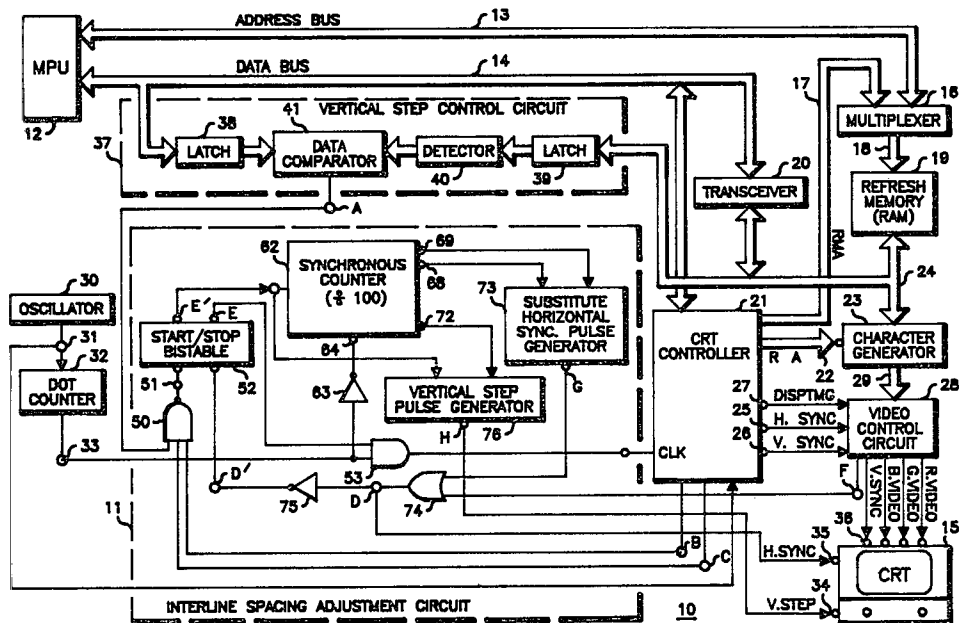 ADDRESS BUS
13
MPU
12
DATA BUS
14
17
VERTICAL STEP CONTROL CIRCUIT
37
38
LATCH
41
DATA
COMPARATOR
DETECTOR
40
LATCH
39
A
20
TRANSCEIVER
16
MULTIPLEXER
18
19
REFRESH
MEMORY
(RAM)
RMA
24
30
OSCILLATOR
31
32
DOT
COUNTER
33
62
SYNCHRONOUS
COUNTER
(÷ 100)
69
68
72
64
63
E'
E
START/STOP
BISTABLE
51
52
50
73
SUBSTITUTE
HORIZONTAL
SYNC. PULSE
GENERATOR
G
VERTICAL STEP
PULSE GENERATOR
H
76
53
D'
75
D
74
11
21
CRT
CONTROLLER
CLK
R A
22
23
CHARACTER
GENERATOR
29
27
DISPTMG
25
H. SYNC
26
V. SYNC
28
VIDEO
CONTROL
CIRCUIT
F
V.SYNC
B.VIDEO
G.VIDEO
R.VIDEO
B
C
H.SYNC
35
36
15
CRT
V.STEP
34
INTERLINE SPACING ADJUSTMENT CIRCUIT
10